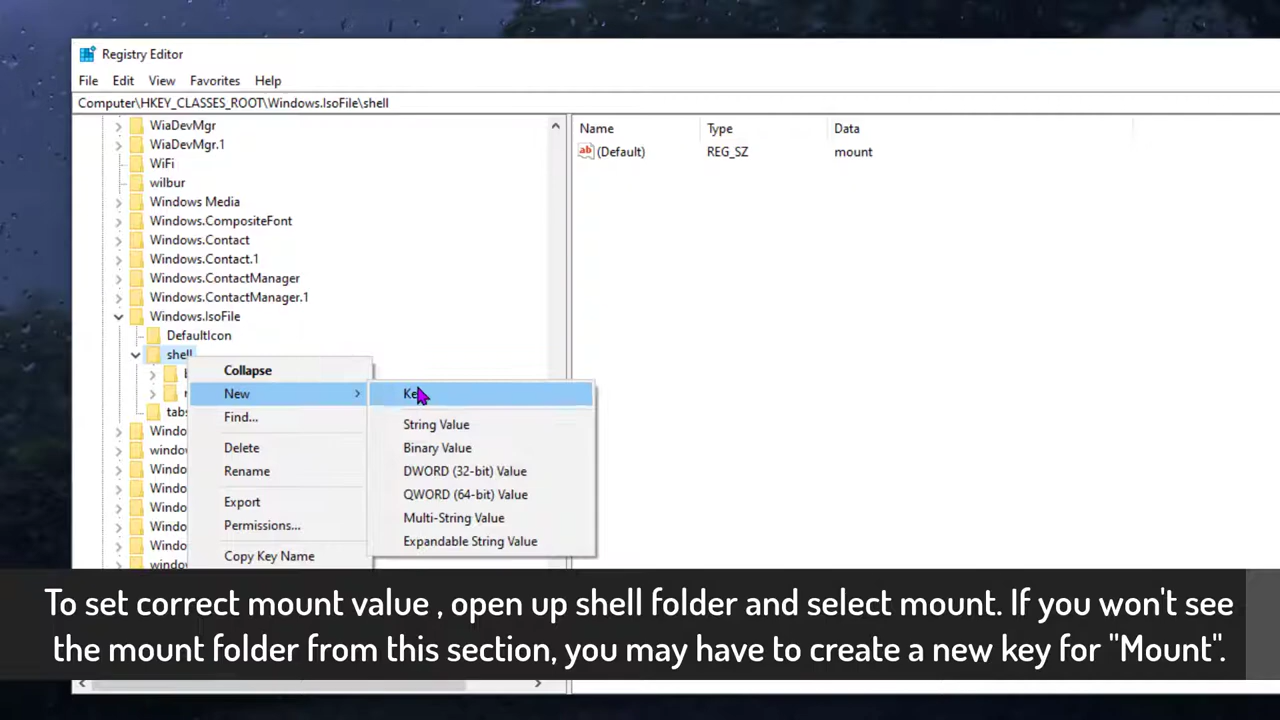 Registry Editor
File Edit View Favorites Help
Computer\HKEY_CLASSES_ROOT\Windows.IsoFile\shell
WiaDevMgr
WiaDevMgr.1
WiFi
wilbur
Windows Media
Windows.CompositeFont
Windows.Contact
Windows.Contact.1
Windows.ContactManager
Windows.ContactManager.1
Windows.IsoFile
DefaultIcon
shell
Name Type Data
ab (Default) REG_SZ mount
Collapse
New
Find...
Delete
Rename
Export
Permissions...
Copy Key Name
String Value
Binary Value
DWORD (32-bit) Value
QWORD (64-bit) Value
Multi-String Value
Expandable String Value
To set correct mount value , open up shell folder and select mount. If you won't see
the mount folder from this section, you may have to create a new key for "Mount".